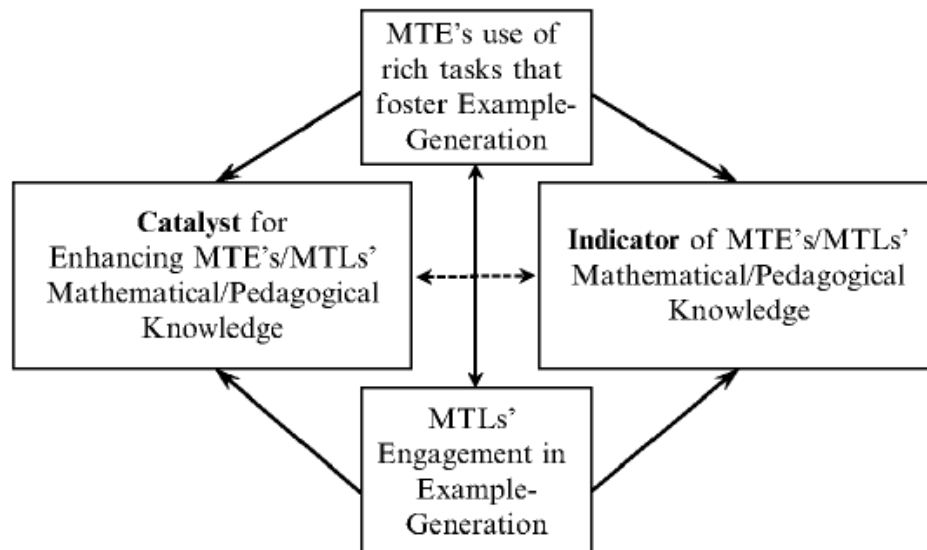 MTE's use of
rich tasks that
foster Example-
Generation
Catalyst for
Enhancing MTE's/MTLs'
Mathematical/Pedagogical
Knowledge
Indicator of MTE's/MTLs'
Mathematical/Pedagogical
Knowledge
MTLs'
Engagement in
Example-
Generation